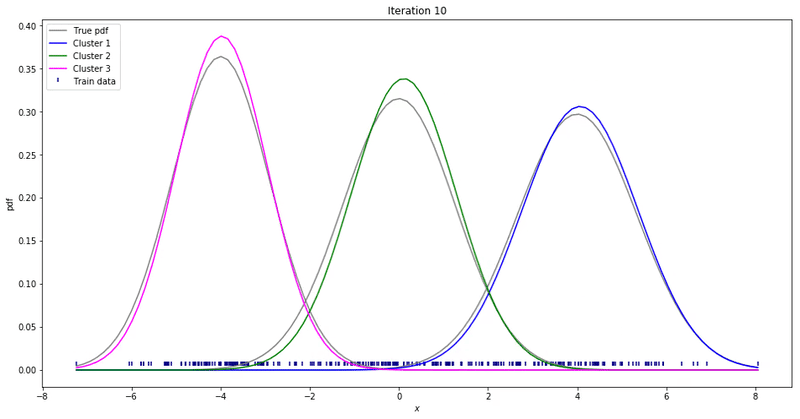 Iteration 10
0.40
0.35
0.30
0.25
0.20
0.15
0.10
0.05
0.00
pdf
True pdf
Cluster 1
Cluster 2
Cluster 3
Train data
−8
−6
−4
−2
0
2
4
6
8
x